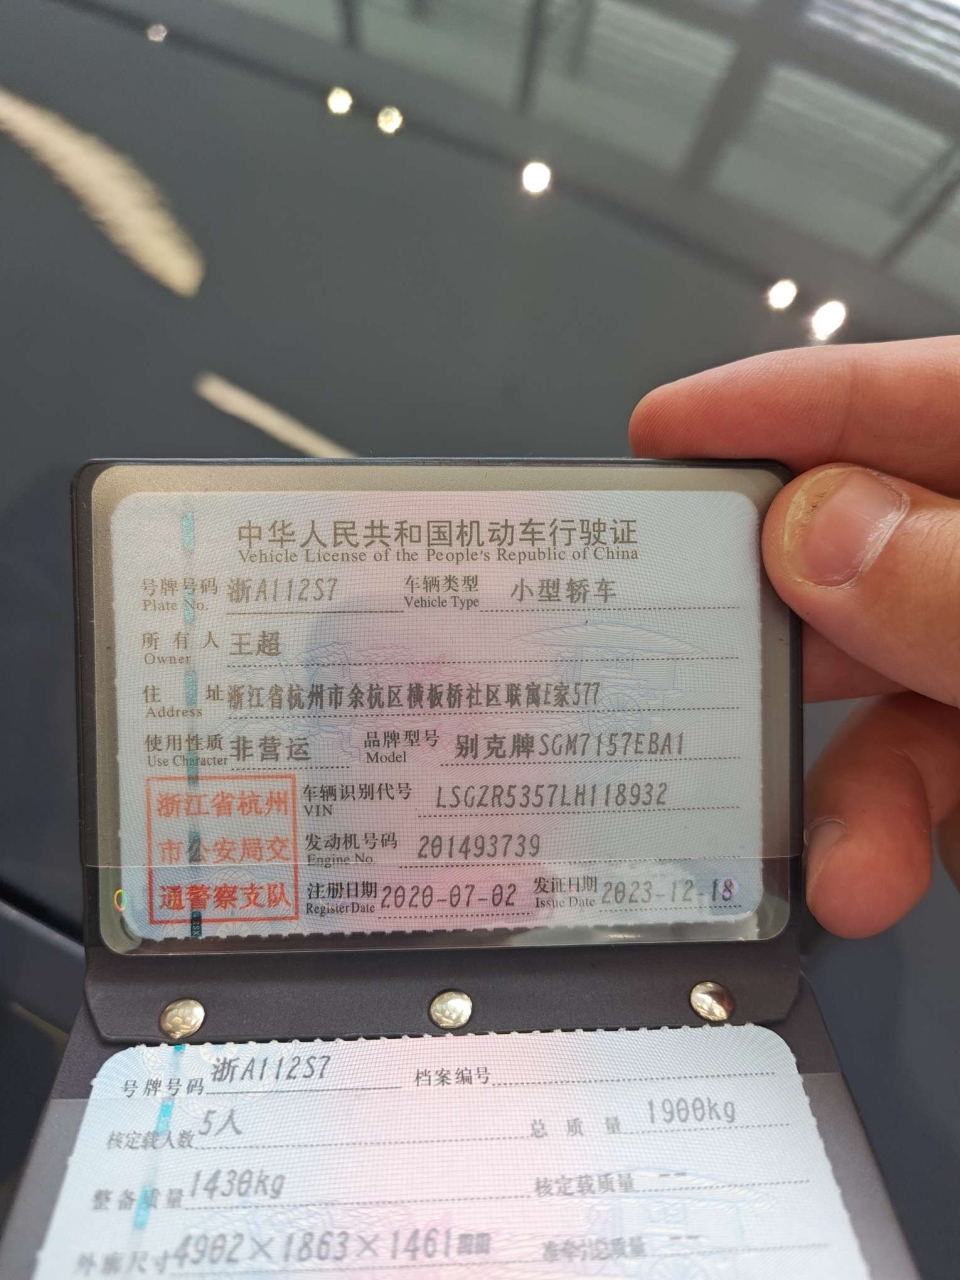 中华人民共和国机动车行驶证
Vehicle License of the People's Republic of China
号牌号码 浙A112S7 车辆类型 小型轿车
Plate No. Vehicle Type
所有人 王超
Owner
住址 浙江省杭州市余杭区横板桥社区联寓E家577
Address
使用性质 非营运 品牌型号 别克牌SGM7157EBA1
Use Character Model
浙江省杭州
市公安局交
通警察支队
车辆识别代号 LSGZR5357LH118932
VIN
发动机号码 201493739
Engine No.
注册日期 2020-07-02 发证日期 2023-12-18
Register Date Issue Date
号牌号码 浙A112S7 档案编号
核定载人数 5人 总质量 1900kg
整备质量 1430kg 核定载质量 --
外廓尺寸 4902×1863×1461 准牵引总质量 --